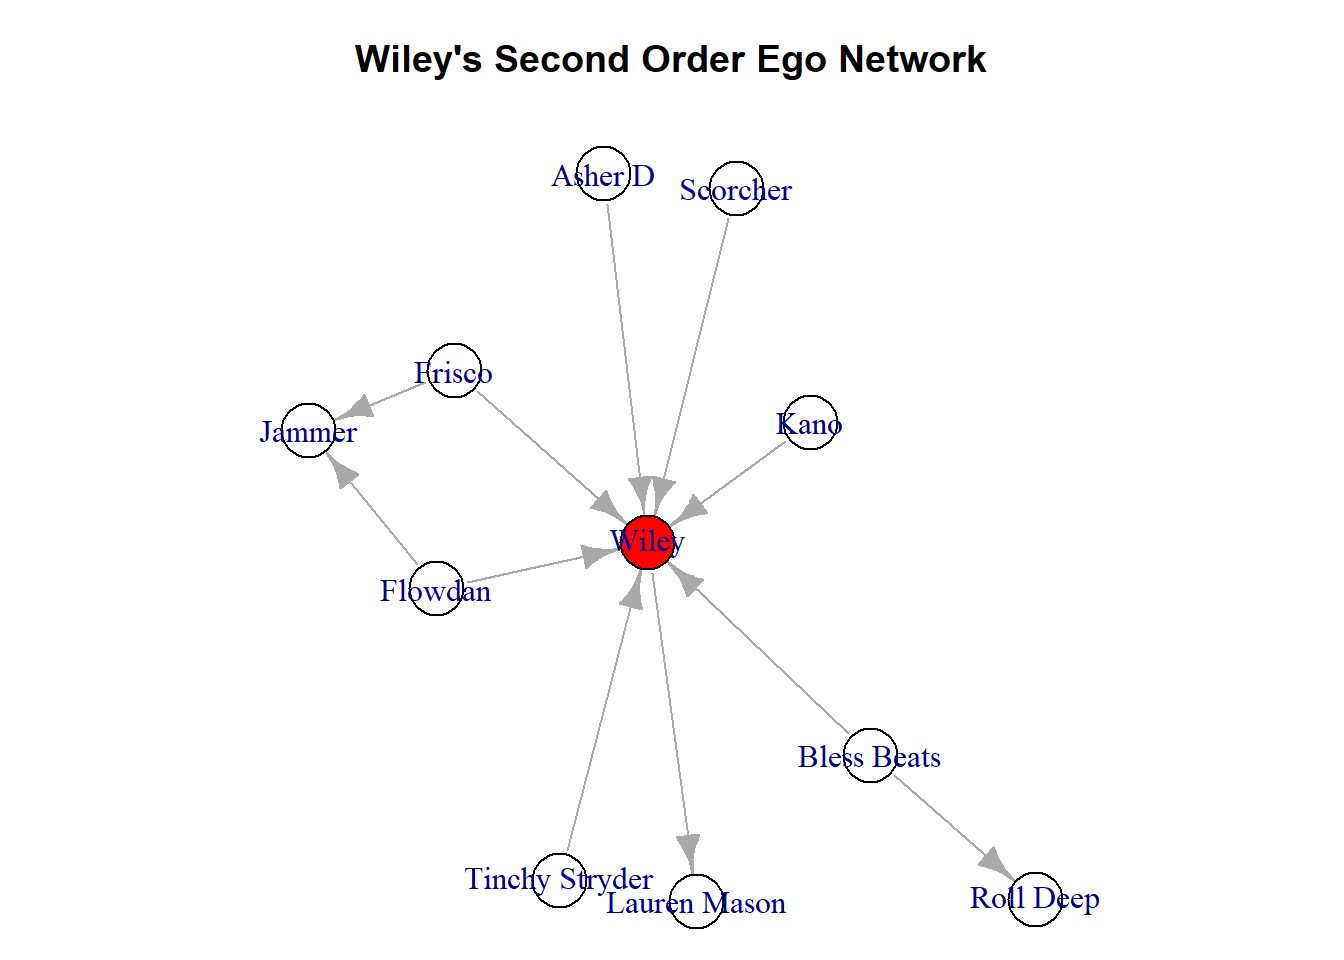 Wiley's Second Order Ego Network
Asher D
Scorcher
Frisco
Jammer
Kano
Wiley
Flowdan
Bless Beats
Tinchy Stryder
Lauren Mason
Roll Deep